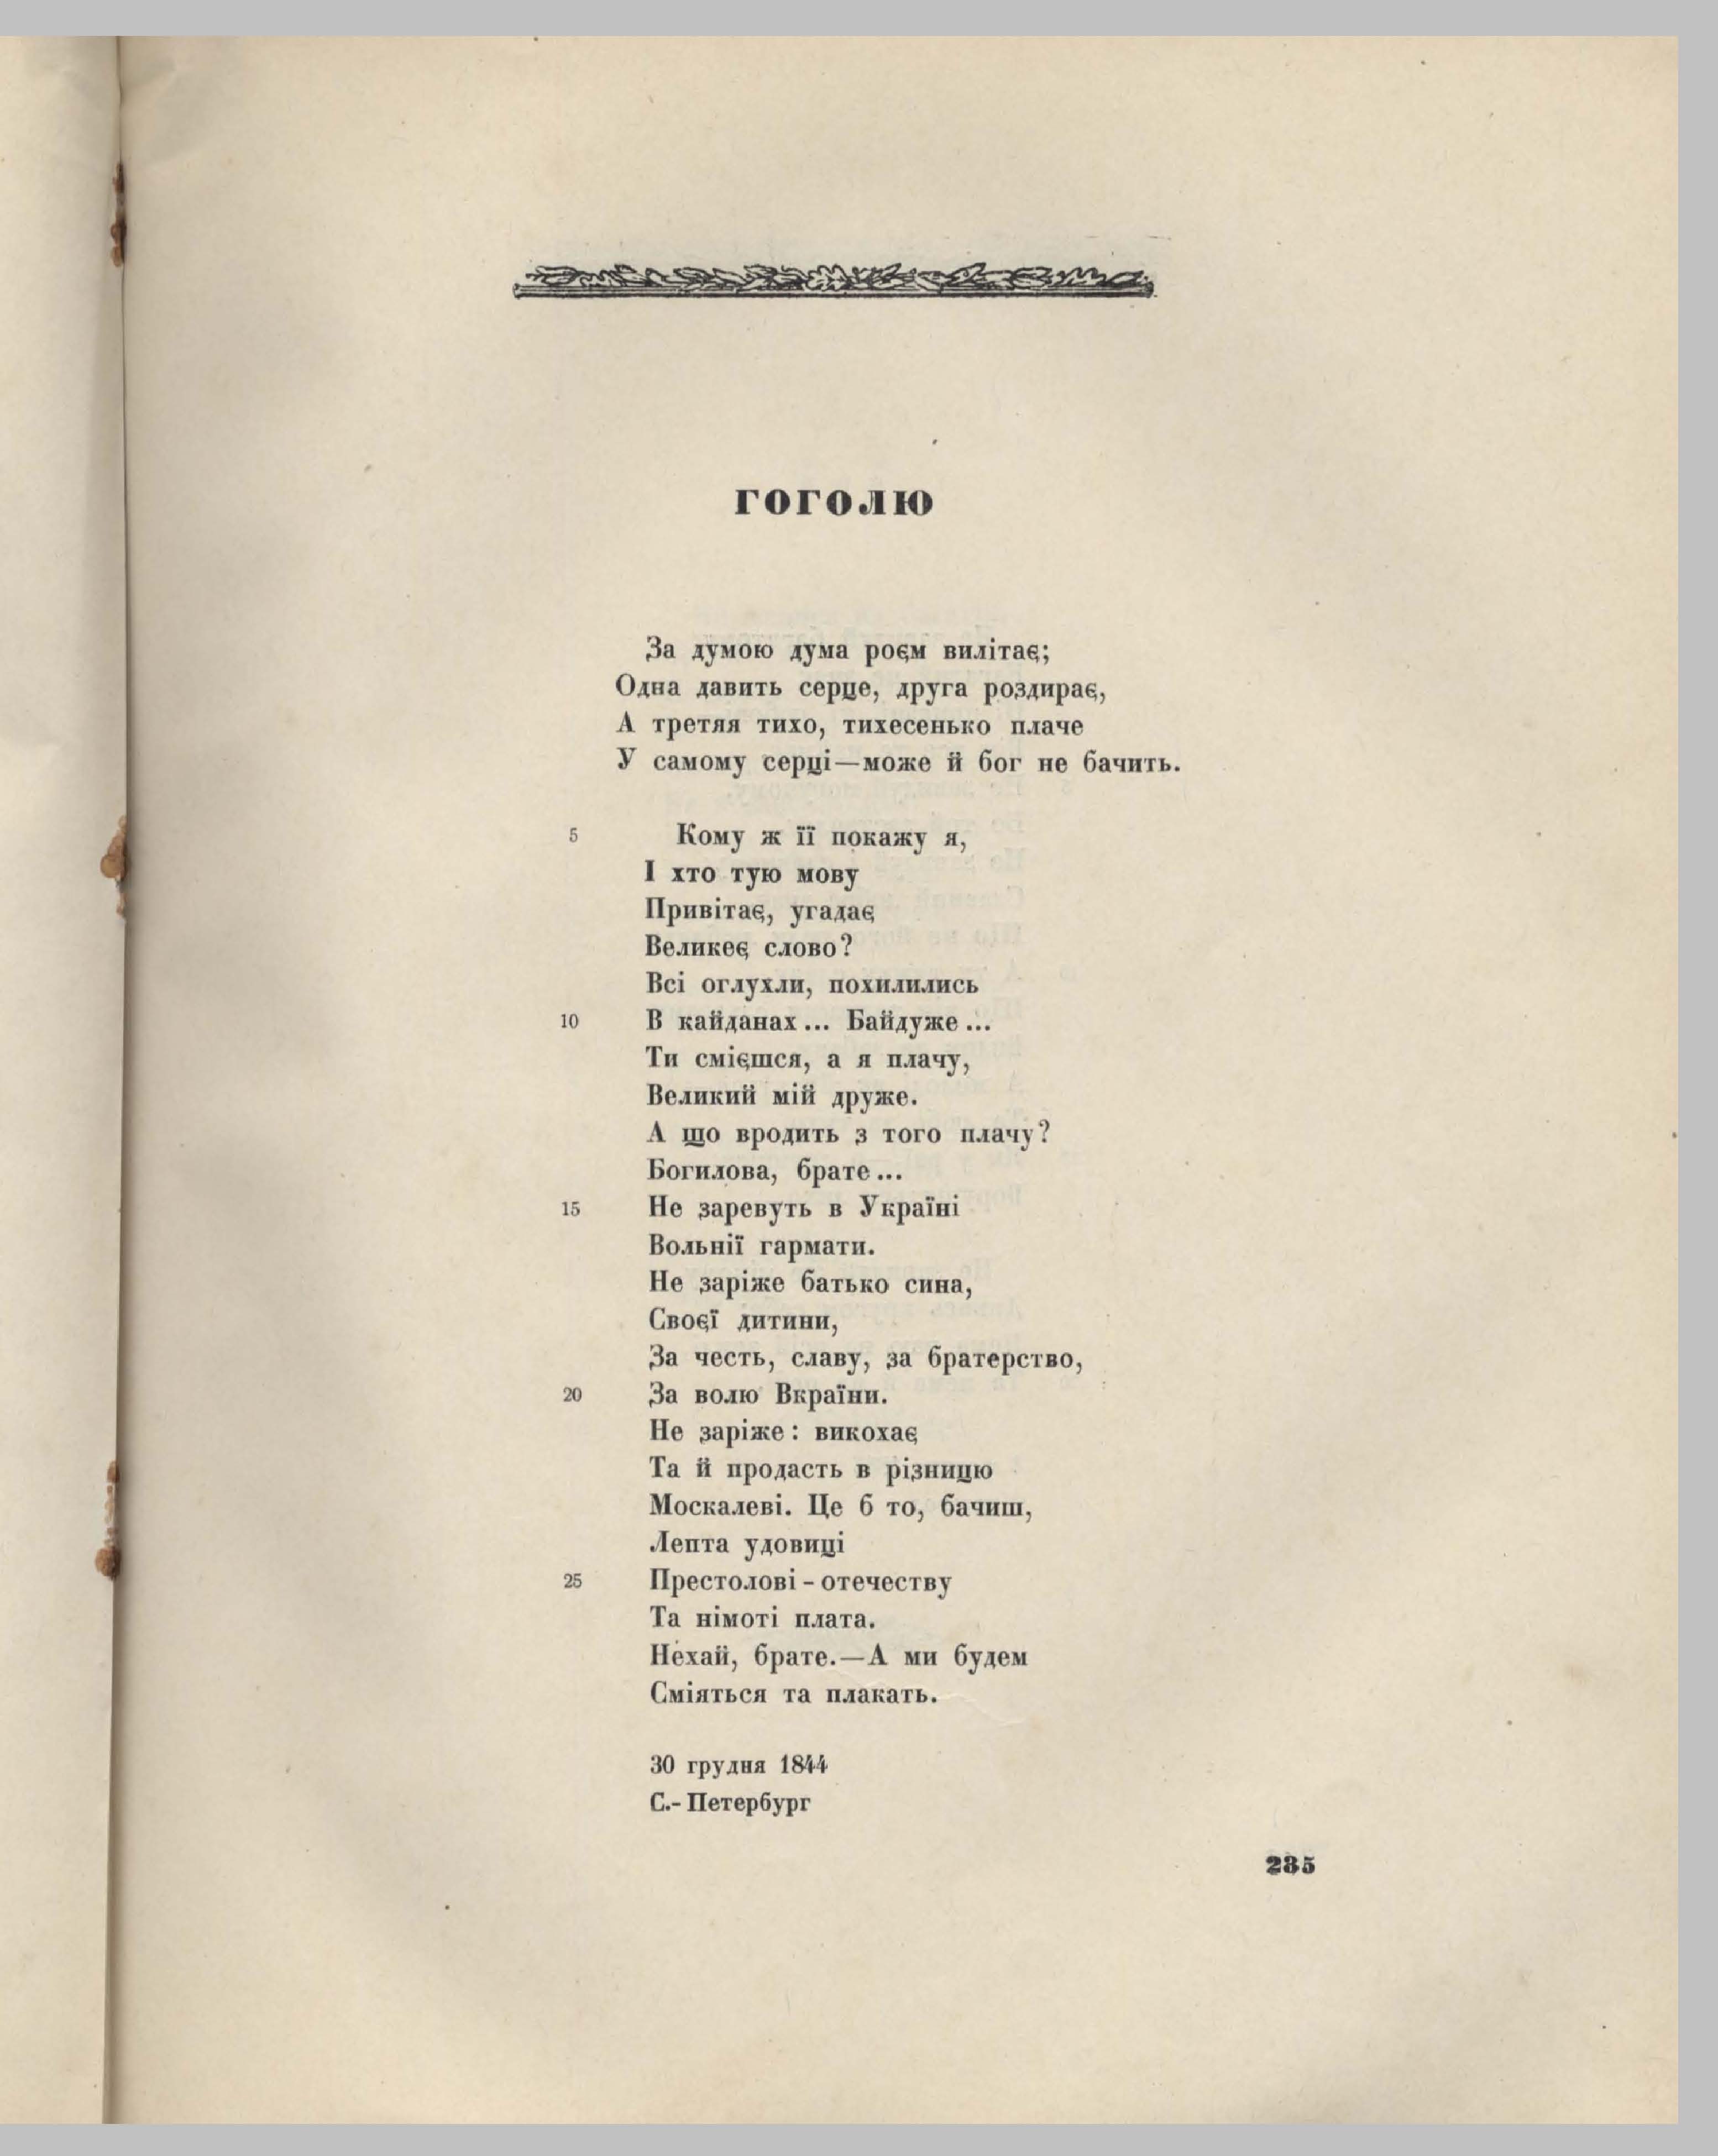 ГОГОЛЮ
За думою дума роєм вилітає;
Одна давить серце, друга роздирає,
А третяя тихо, тихесенько плаче
У самому серці—може й бог не бачить.
5 Кому ж її покажу я,
І хто тую мову
Привітає, угадає
Великеє слово?
Всі оглухли, похилились
10 В кайданах... Байдуже...
Ти смієшся, а я плачу,
Великий мій друже.
А що вродить з того плачу?
Богилова, брате...
15 Не заревуть в Україні
Вольнії гармати.
Не заріже батько сина,
Своєї дитини,
За честь, славу, за братерство,
20 За волю Вкраїни.
Не заріже: викохає
Та й продасть в різницю
Москалеві. Це б то, бачиш,
Лепта удовиці
25 Престолові-отечеству
Та німоті плата.
Нехай, брате.—А ми будем
Сміяться та плакать.
30 грудня 1844
С.-Петербург
235